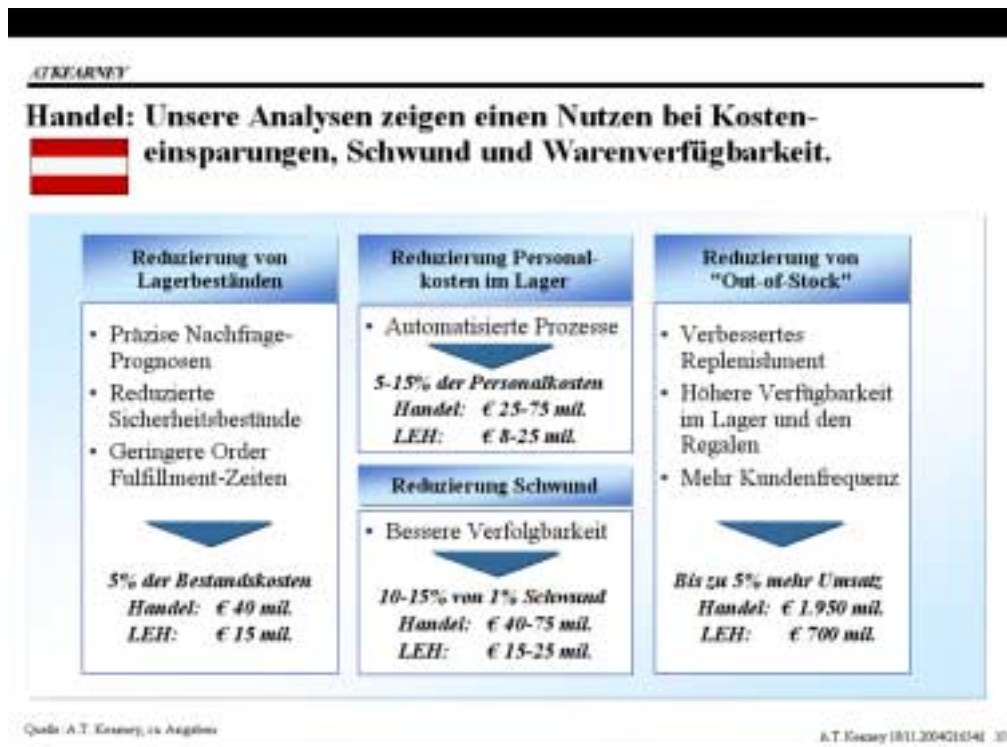 ATKEARNEY
Handel: Unsere Analysen zeigen einen Nutzen bei Kosten-
einsparungen, Schwund und Warenverfügbarkeit.
Reduzierung von
Lagerbeständen
• Präzise Nachfrage-
Prognosen
• Reduzierte
Sicherheitsbestände
• Geringere Order
Fulfillment-Zeiten
5% der Bestandskosten
Handel: € 40 mil.
LEH: € 15 mil.
Reduzierung Personal-
kosten im Lager
• Automatisierte Prozesse
5-15% der Personalkosten
Handel: € 25-75 mil.
LEH: € 8-25 mil.
Reduzierung Schwund
• Bessere Verfolgbarkeit
10-15% von 1% Schwund
Handel: € 40-75 mil.
LEH: € 15-25 mil.
Reduzierung von
"Out-of-Stock"
• Verbessertes
Replenishment
• Höhere Verfügbarkeit
im Lager und den
Regalen
• Mehr Kundenfrequenz
Bis zu 5% mehr Umsatz
Handel: € 1.950 mil.
LEH: € 700 mil.
Quelle: A.T. Kearney, ca. Angaben
A.T. Kearney